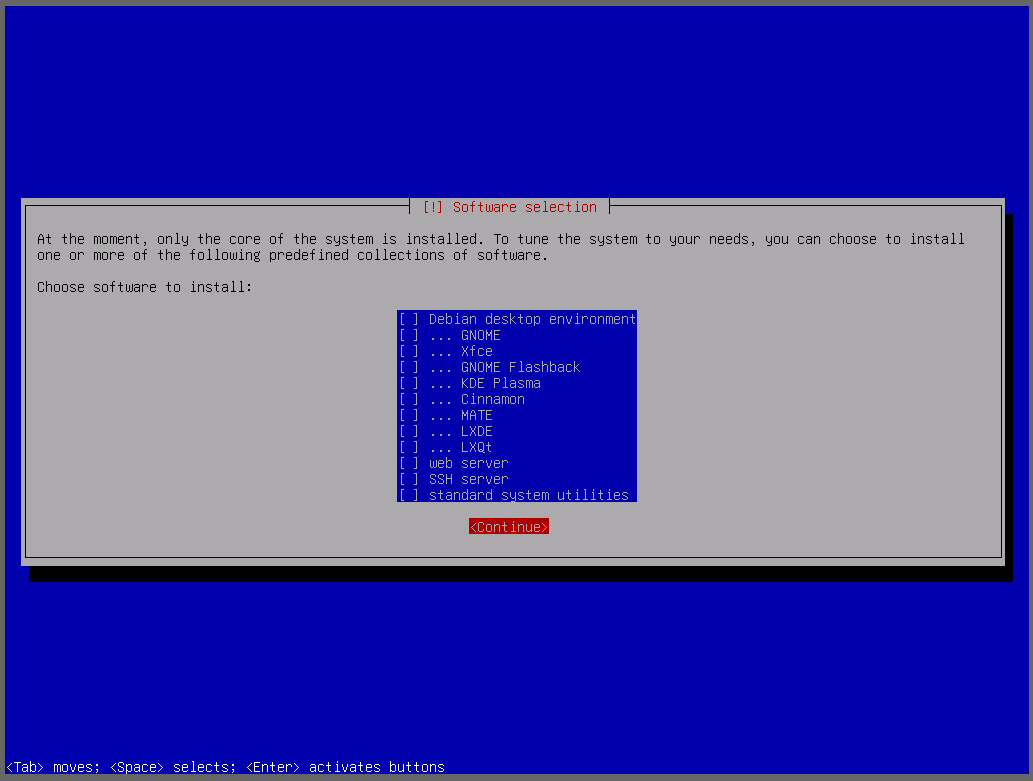 [!] Software selection
At the moment, only the core of the system is installed. To tune the system to your needs, you can choose to install
one or more of the following predefined collections of software.
Choose software to install:
[ ] Debian desktop environment
[ ] ... GNOME
[ ] ... Xfce
[ ] ... GNOME Flashback
[ ] ... KDE Plasma
[ ] ... Cinnamon
[ ] ... MATE
[ ] ... LXDE
[ ] ... LXQt
[ ] web server
[ ] SSH server
[ ] standard system utilities
<Continue>
<Tab> moves; <Space> selects; <Enter> activates buttons